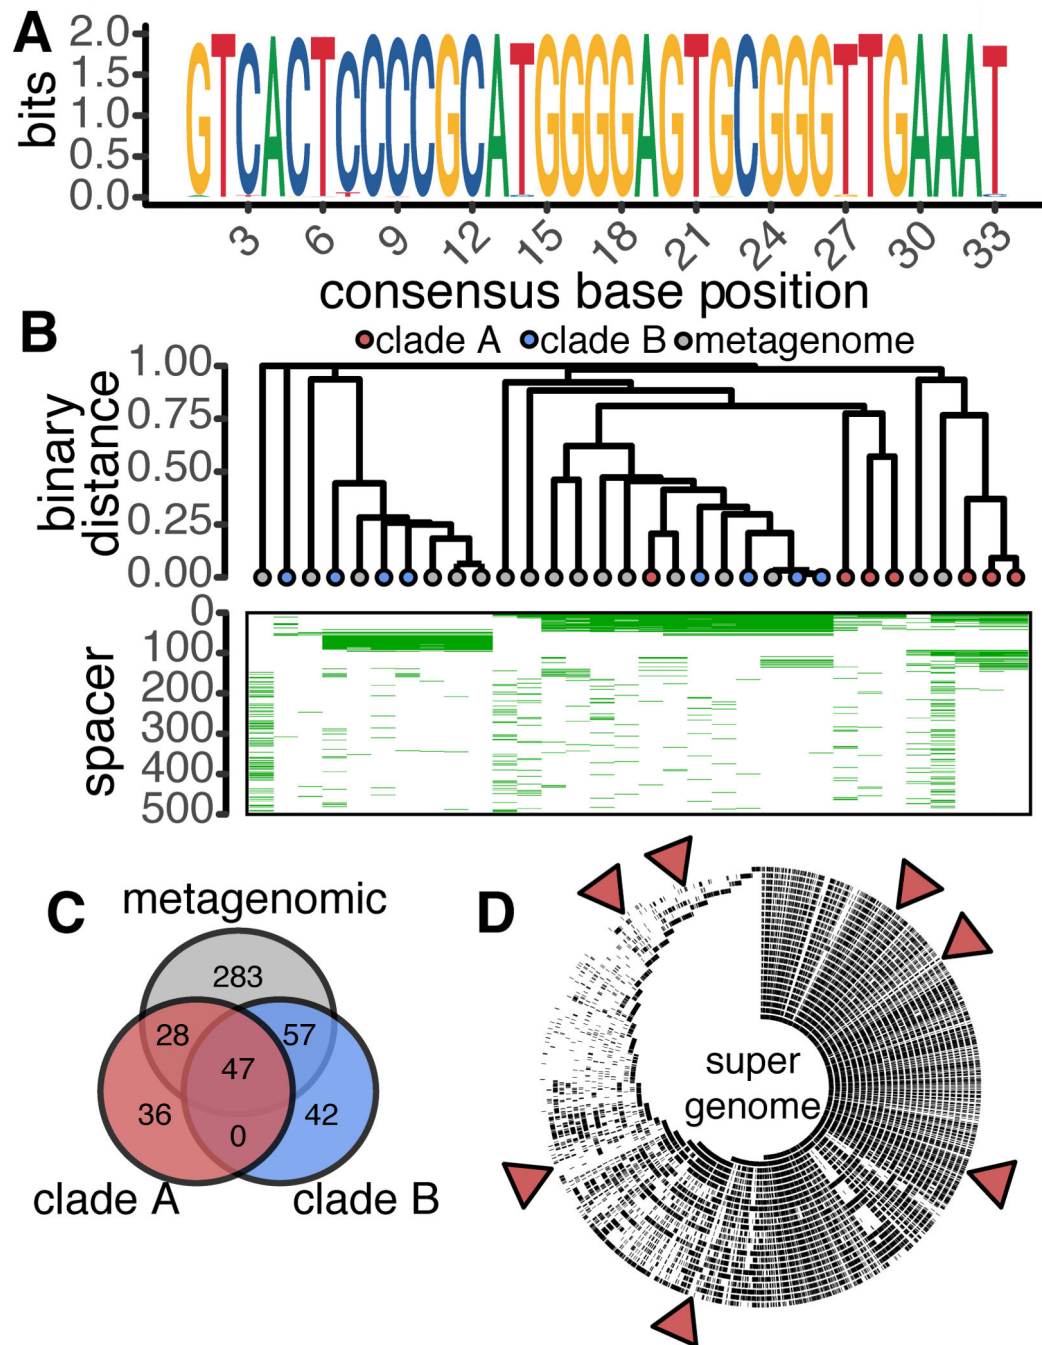 A
2.0
1.5
1.0
0.5
0.0
bits
GTCACTCCCCGCATGGGGAGTGCGGGTTGAAAT
3 6 9 12 15 18 21 24 27 30 33
consensus base position
B
clade A clade B metagenome
1.00
0.75
0.50
0.25
0.00
binary
distance
0
100
200
300
400
500
spacer
C
metagenomic
283
28 57
47
36 42
0
clade A clade B
D
super
genome